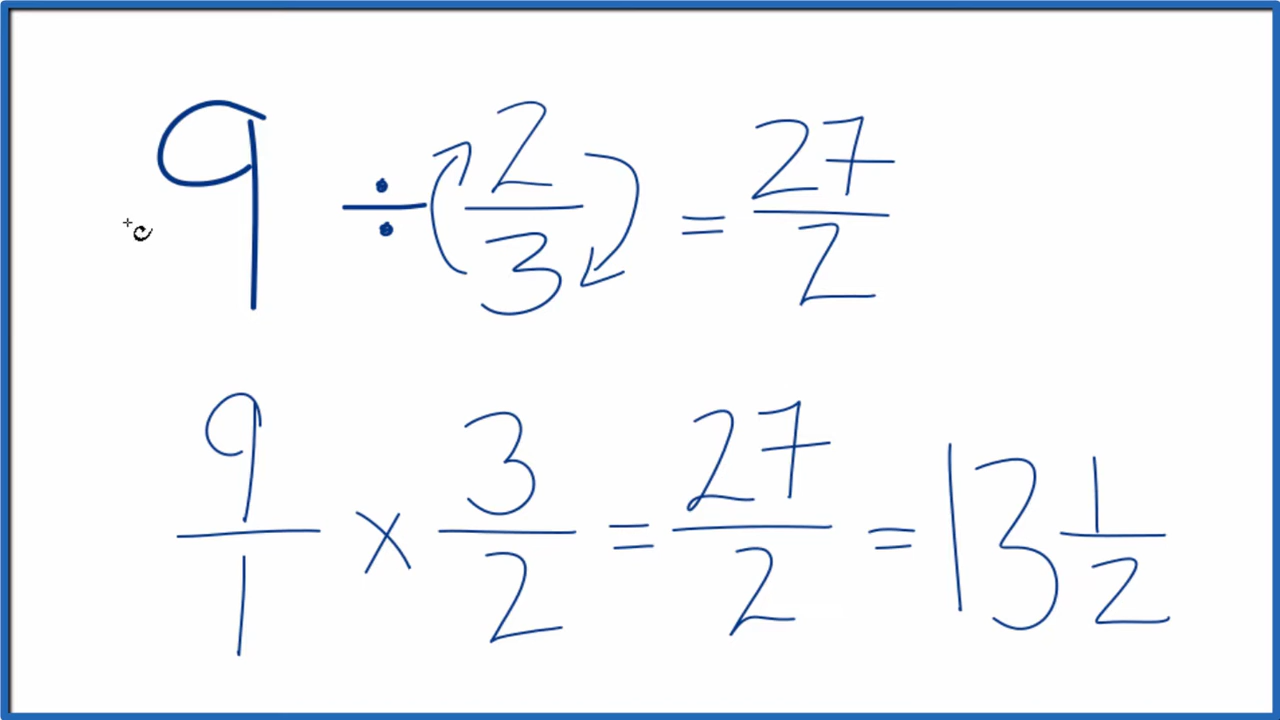 9 ÷ 2/3 = 27/2
9/1 × 3/2 = 27/2 = 13 1/2